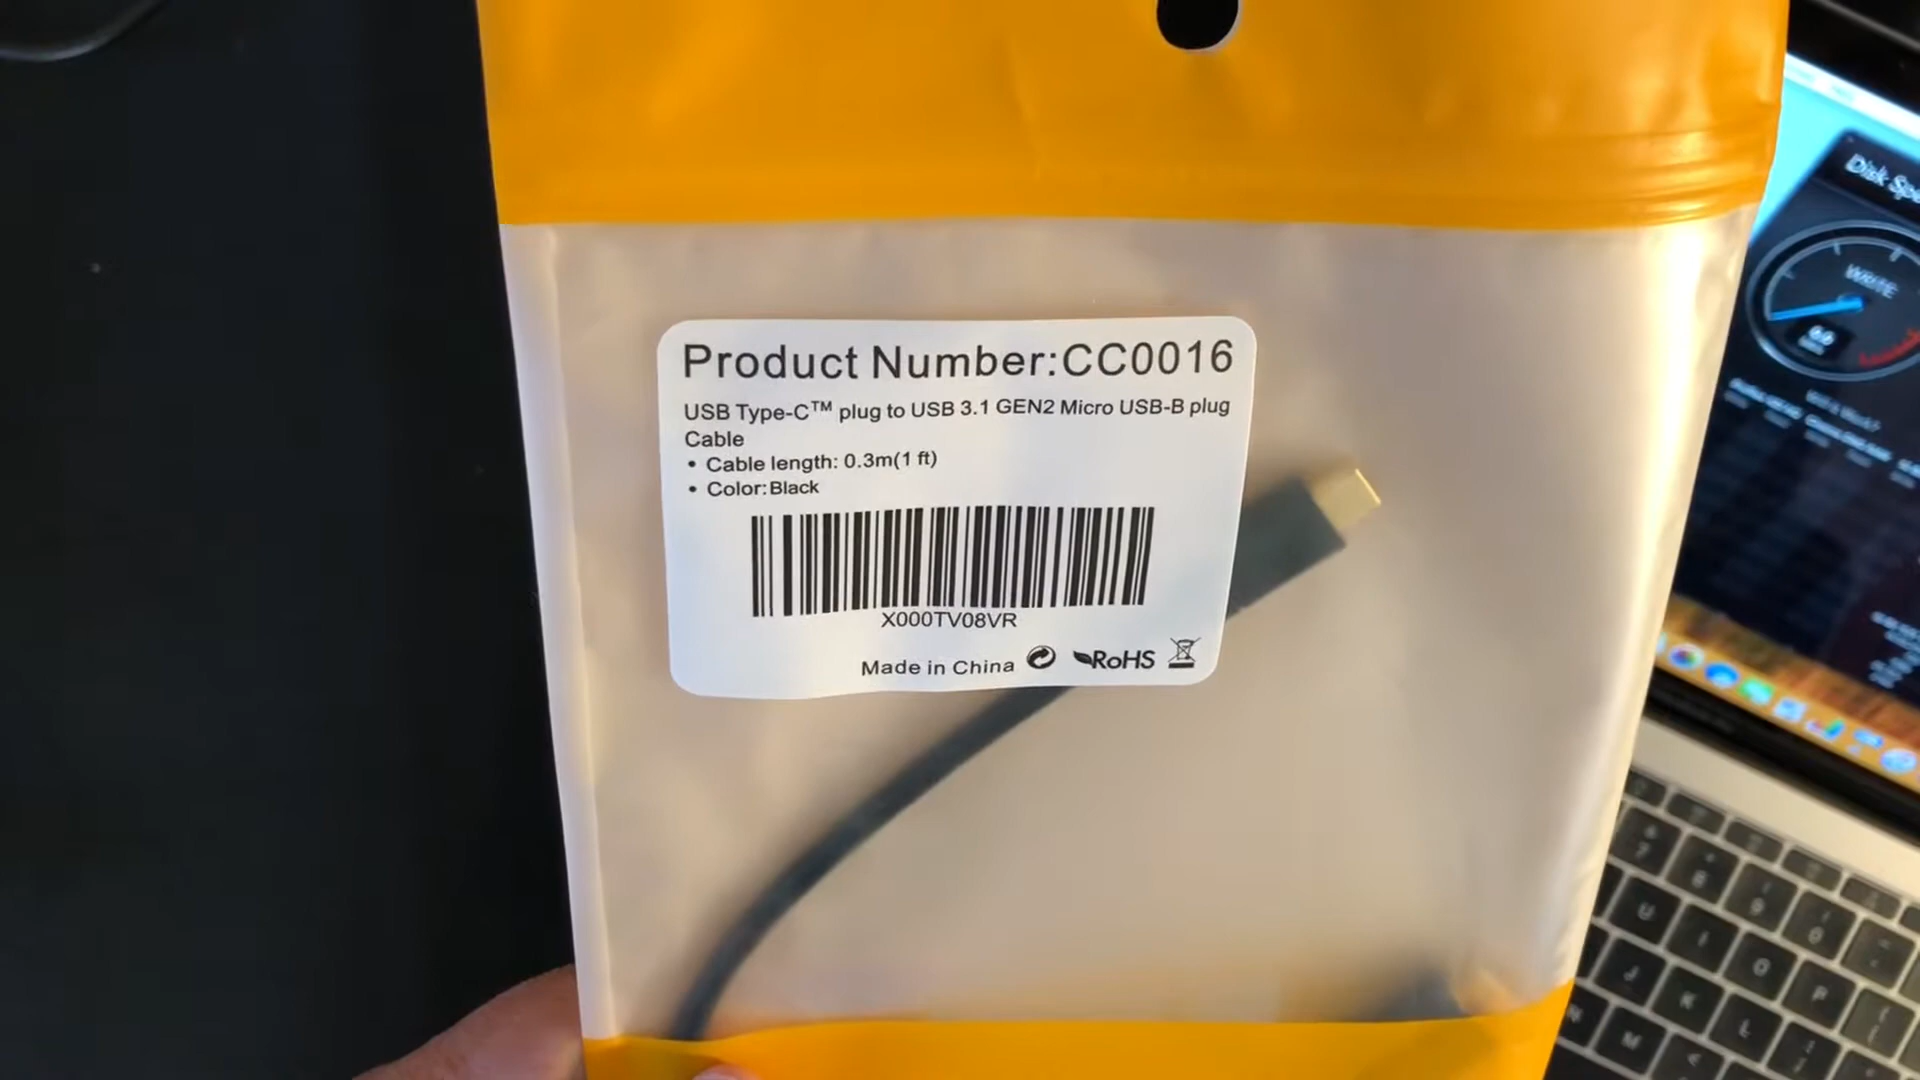 Product Number:CC0016
USB Type-C™ plug to USB 3.1 GEN2 Micro USB-B plug
Cable
• Cable length: 0.3m(1 ft)
• Color:Black
X000TV08VR
Made in China
RoHS
Disk Spe
WRITE